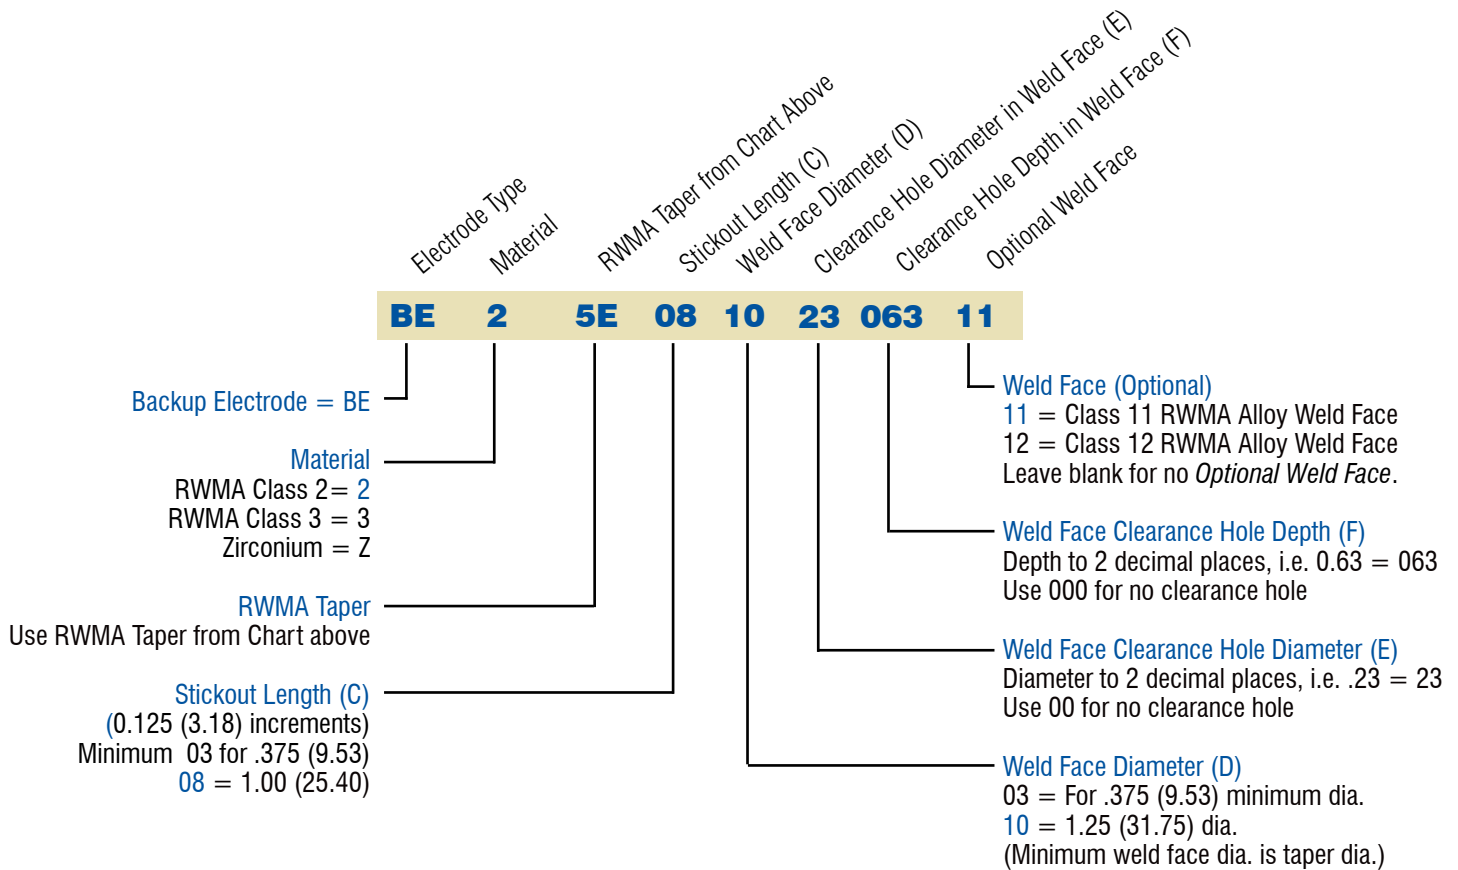 Electrode Type
Material
RWMA Taper from Chart Above
Stickout Length (C)
Weld Face Diameter (D)
Clearance Hole Diameter in Weld Face (E)
Clearance Hole Depth in Weld Face (F)
Optional Weld Face
BE 2 5E 08 10 23 063 11
Backup Electrode = BE
Material
RWMA Class 2= 2
RWMA Class 3 = 3
Zirconium = Z
RWMA Taper
Use RWMA Taper from Chart above
Stickout Length (C)
(0.125 (3.18) increments)
Minimum 03 for .375 (9.53)
08 = 1.00 (25.40)
Weld Face (Optional)
11 = Class 11 RWMA Alloy Weld Face
12 = Class 12 RWMA Alloy Weld Face
Leave blank for no Optional Weld Face.
Weld Face Clearance Hole Depth (F)
Depth to 2 decimal places, i.e. 0.63 = 063
Use 000 for no clearance hole
Weld Face Clearance Hole Diameter (E)
Diameter to 2 decimal places, i.e. .23 = 23
Use 00 for no clearance hole
Weld Face Diameter (D)
03 = For .375 (9.53) minimum dia.
10 = 1.25 (31.75) dia.
(Minimum weld face dia. is taper dia.)